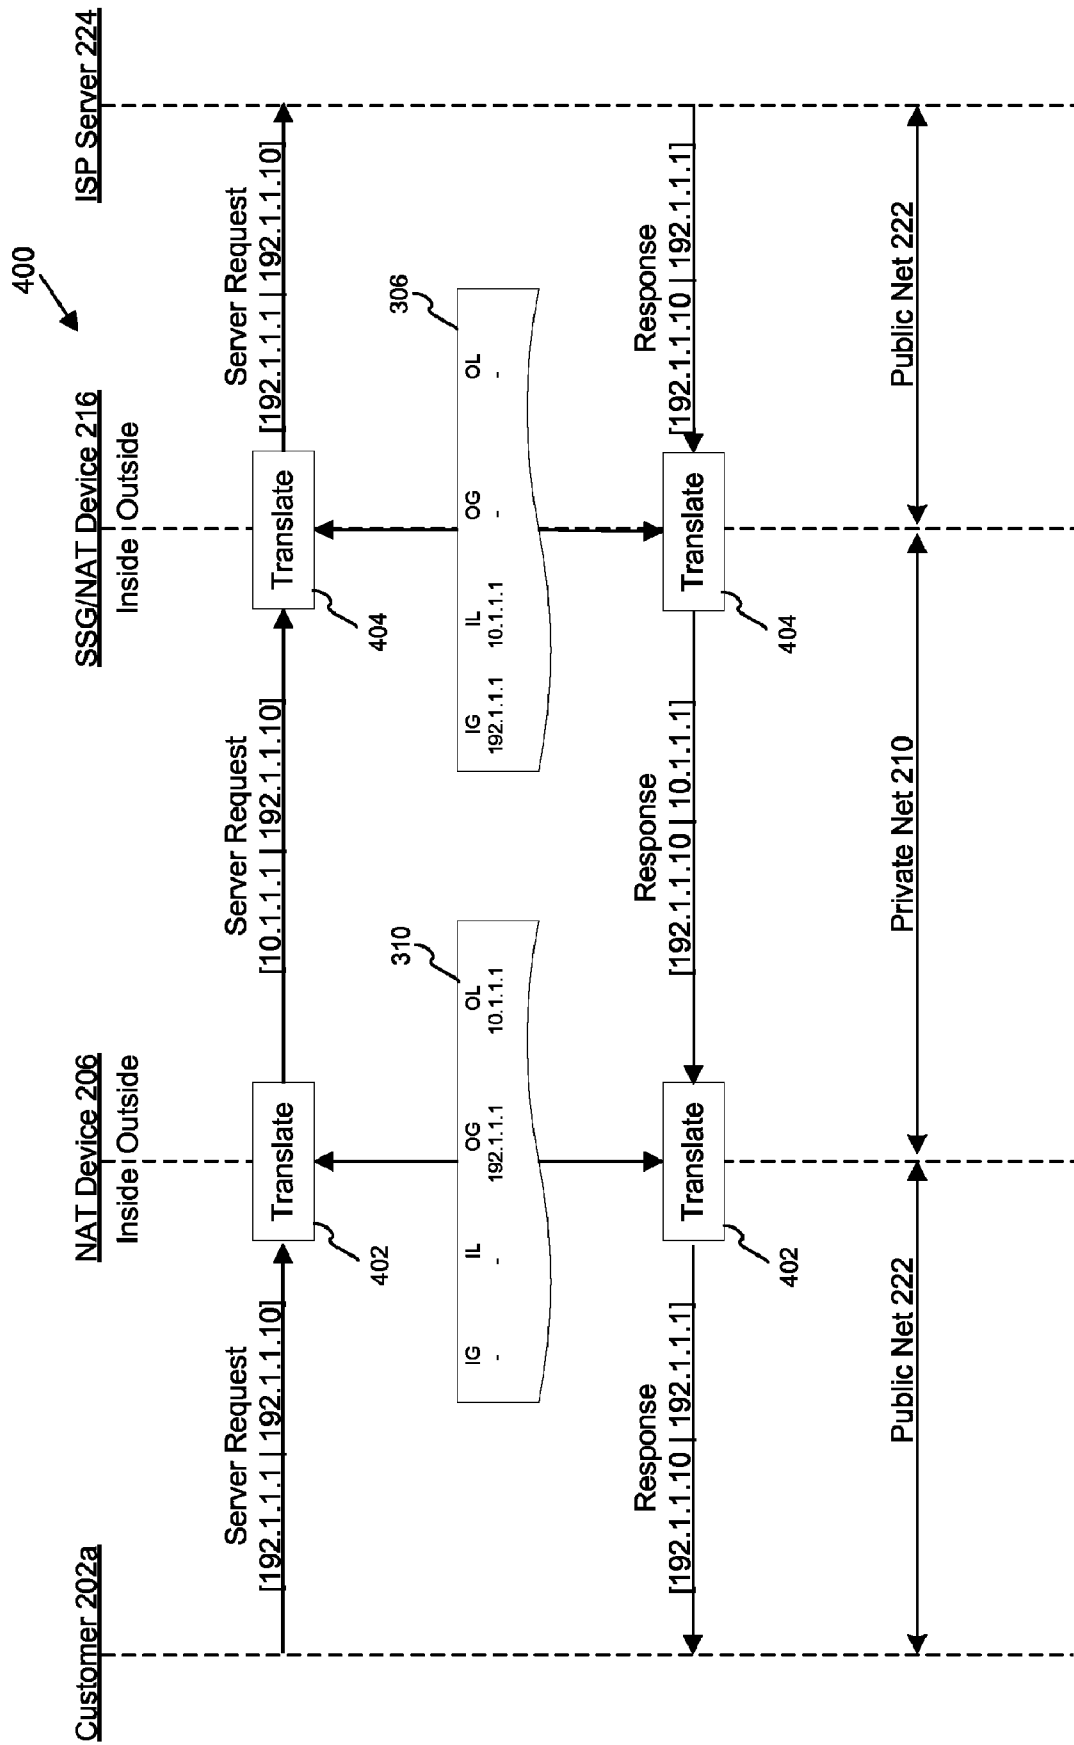 400
Customer 202a
NAT Device 206
SSG/NAT Device 216
ISP Server 224
Inside
Outside
Inside
Outside
Server Request
[192.1.1.1 | 192.1.1.10]
Translate
402
Server Request
[10.1.1.1 | 192.1.1.10]
Translate
404
Server Request
[192.1.1.1 | 192.1.1.10]
310
IG IL OG OL
- - 192.1.1.1 10.1.1.1
306
IG IL OG OL
192.1.1.1 10.1.1.1 - -
Response
[192.1.1.10 | 192.1.1.1]
Translate
402
Response
[192.1.1.10 | 10.1.1.1]
Translate
404
Response
[192.1.1.10 | 192.1.1.1]
Public Net 222
Private Net 210
Public Net 222